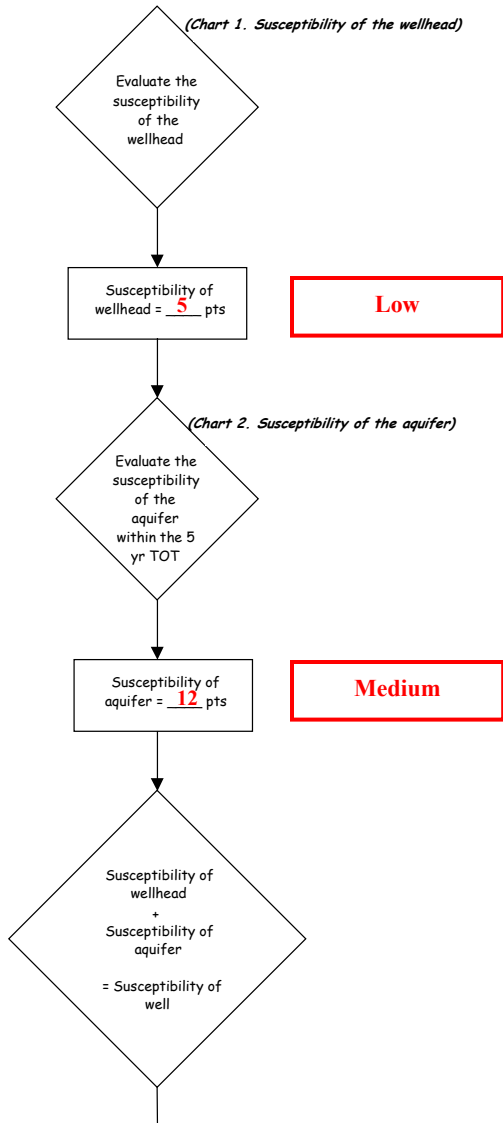 (Chart 1. Susceptibility of the wellhead)
Evaluate the
susceptibility
of the
wellhead
Susceptibility of
wellhead = __5__ pts
Low
(Chart 2. Susceptibility of the aquifer)
Evaluate the
susceptibility
of the
aquifer
within the 5
yr TOT
Susceptibility of
aquifer = __12__ pts
Medium
Susceptibility of
wellhead
+
Susceptibility of
aquifer
= Susceptibility of
well